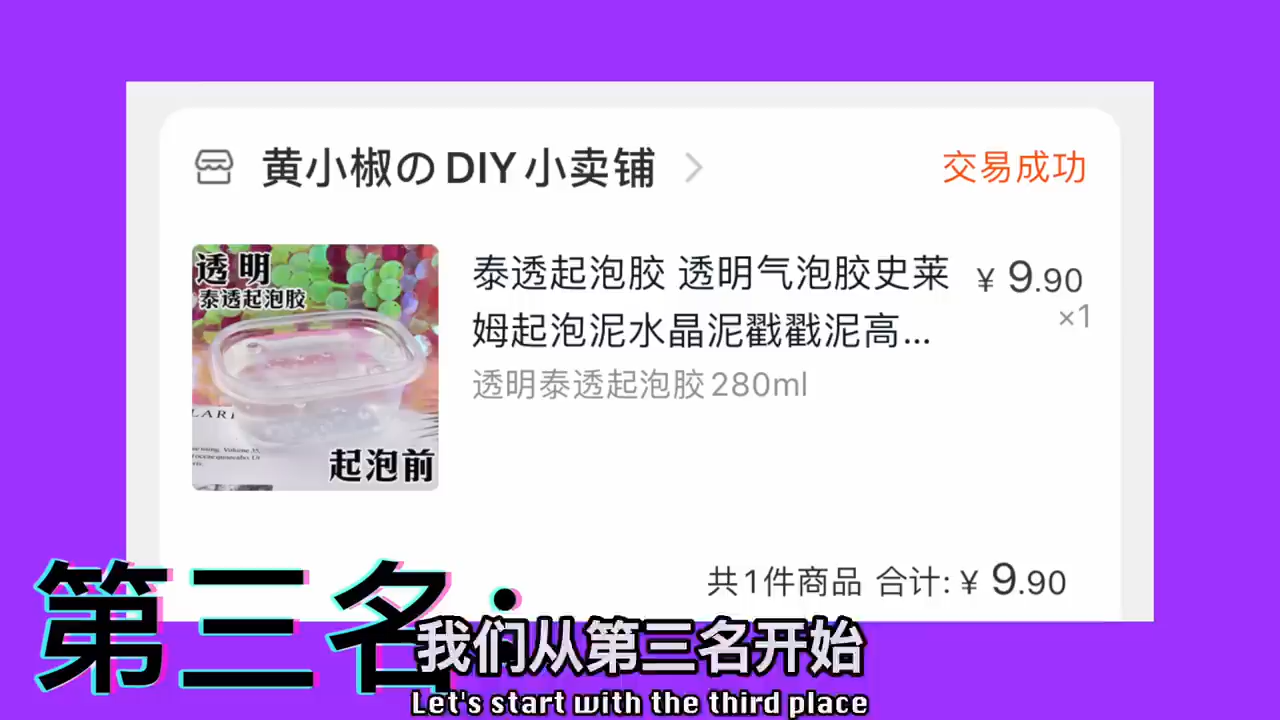 黄小椒のDIY小卖铺
交易成功
透明
泰透起泡胶
起泡前
泰透起泡胶 透明气泡胶史莱
姆起泡泥水晶泥戳戳泥高...
¥ 9.90
×1
透明泰透起泡胶280ml
共1件商品 合计: ¥ 9.90
第三名:
我们从第三名开始
Let's start with the third place